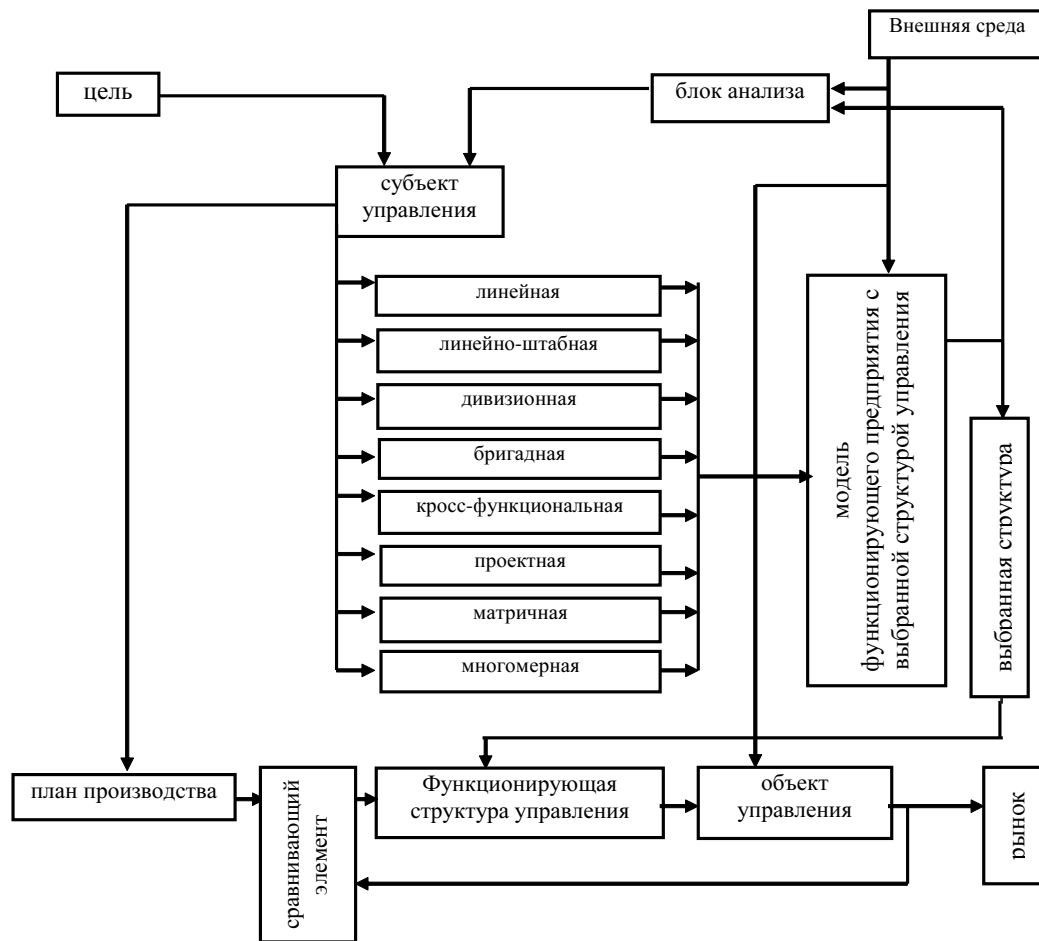 Внешняя среда
цель
блок анализа
субъект
управления
линейная
линейно-штабная
дивизионная
бригадная
кросс-функциональная
проектная
матричная
многомерная
модель
функционирующего предприятия с
выбранной структурой управления
выбранная структура
план производства
сравнивающий
элемент
Функционирующая
структура управления
объект
управления
рынок